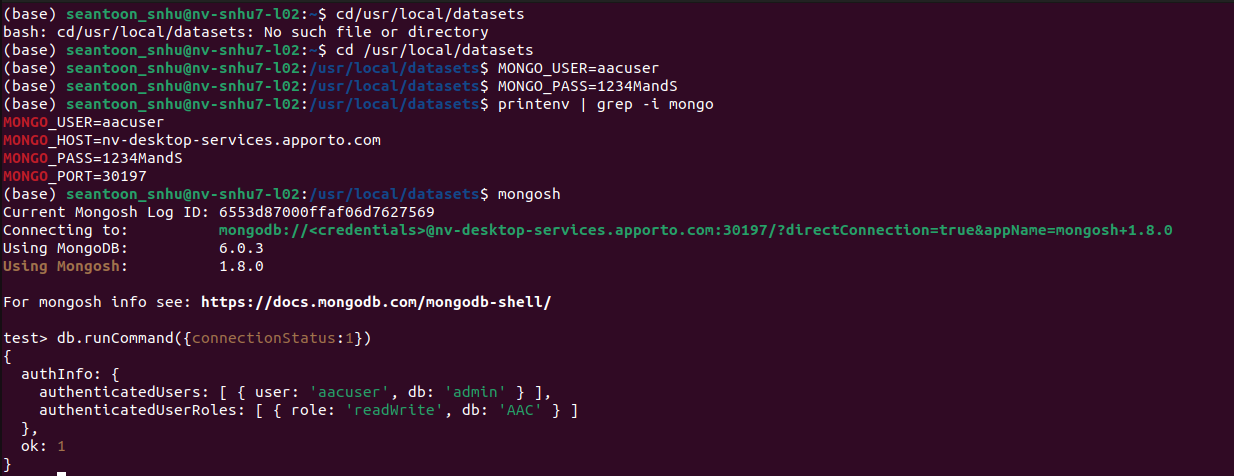 (base) seantoon_snhu@nv-snhu7-l02:~$ cd/usr/local/datasets
bash: cd/usr/local/datasets: No such file or directory
(base) seantoon_snhu@nv-snhu7-l02:~$ cd /usr/local/datasets
(base) seantoon_snhu@nv-snhu7-l02:/usr/local/datasets$ MONGO_USER=aacuser
(base) seantoon_snhu@nv-snhu7-l02:/usr/local/datasets$ MONGO_PASS=1234MandS
(base) seantoon_snhu@nv-snhu7-l02:/usr/local/datasets$ printenv | grep -i mongo
MONGO_USER=aacuser
MONGO_HOST=nv-desktop-services.apporto.com
MONGO_PASS=1234MandS
MONGO_PORT=30197
(base) seantoon_snhu@nv-snhu7-l02:/usr/local/datasets$ mongosh
Current Mongosh Log ID: 6553d87000ffaf06d7627569
Connecting to:          mongodb://<credentials>@nv-desktop-services.apporto.com:30197/?directConnection=true&appName=mongosh+1.8.0
Using MongoDB:          6.0.3
Using Mongosh:          1.8.0
For mongosh info see: https://docs.mongodb.com/mongodb-shell/
test> db.runCommand({connectionStatus:1})
{
  authInfo: {
    authenticatedUsers: [ { user: 'aacuser', db: 'admin' } ],
    authenticatedUserRoles: [ { role: 'readWrite', db: 'AAC' } ]
  },
  ok: 1
}